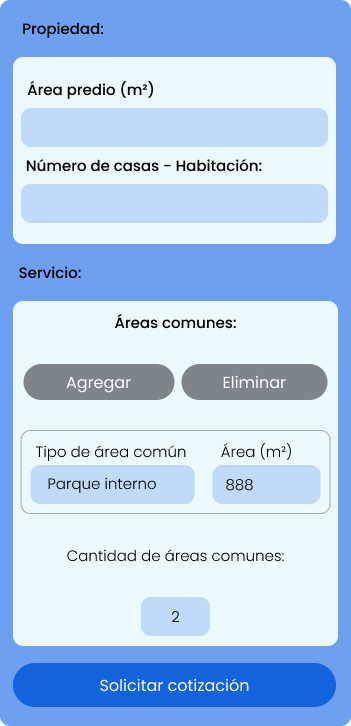 Propiedad:
Área predio (m²)
Número de casas - Habitación:
Servicio:
Áreas comunes:
Agregar Eliminar
Tipo de área común Área (m²)
Parque interno 888
Cantidad de áreas comunes:
2
Solicitar cotización